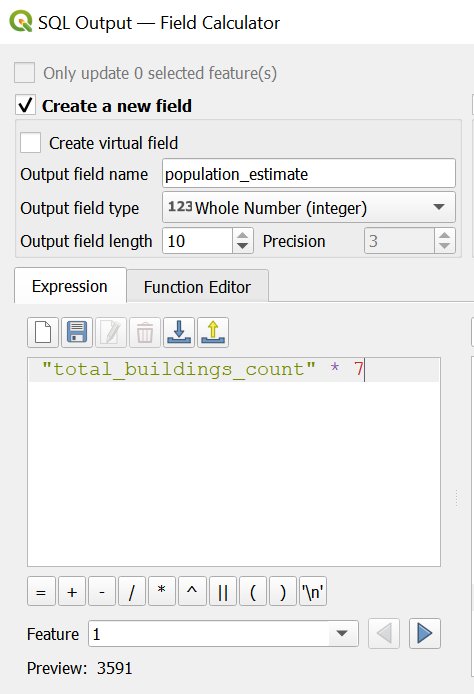 SQL Output — Field Calculator
Only update 0 selected feature(s)
Create a new field
Create virtual field
Output field name population_estimate
Output field type 123 Whole Number (integer)
Output field length 10 Precision 3
Expression Function Editor
"total_buildings_count" * 7
= + - / * ^ || ( ) '\n'
Feature 1
Preview: 3591